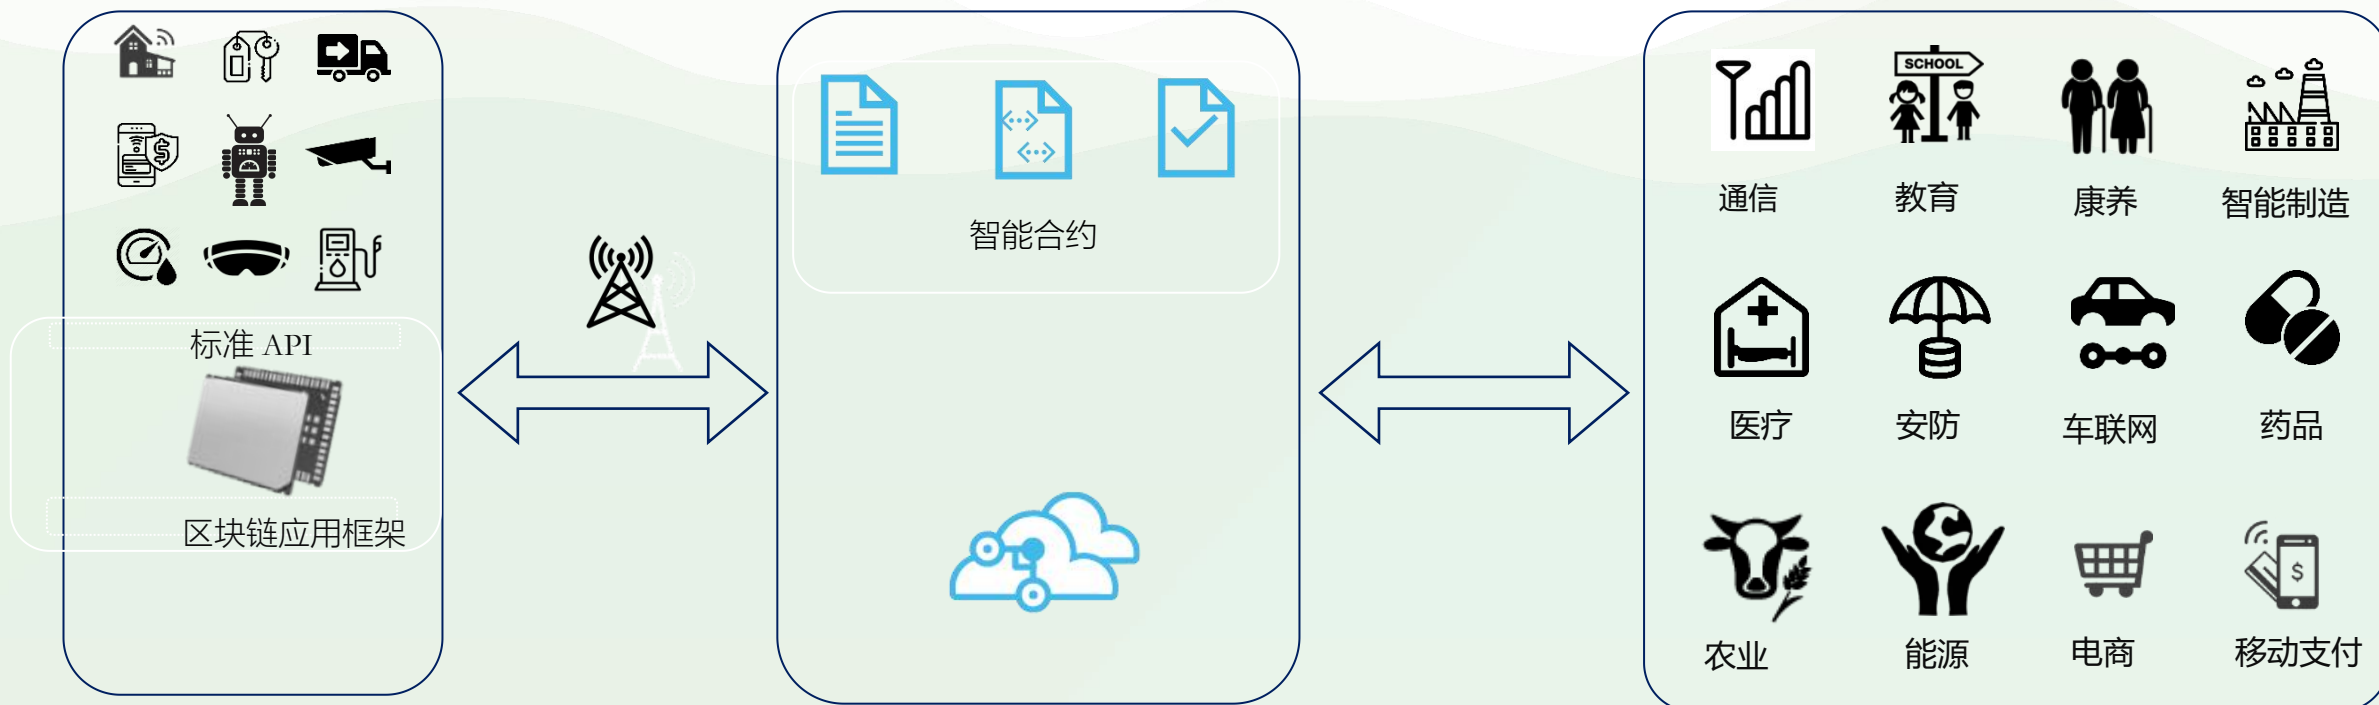 标准 API
区块链应用框架
智能合约
SCHOOL
通信
教育
康养
智能制造
医疗
安防
车联网
药品
农业
能源
电商
移动支付